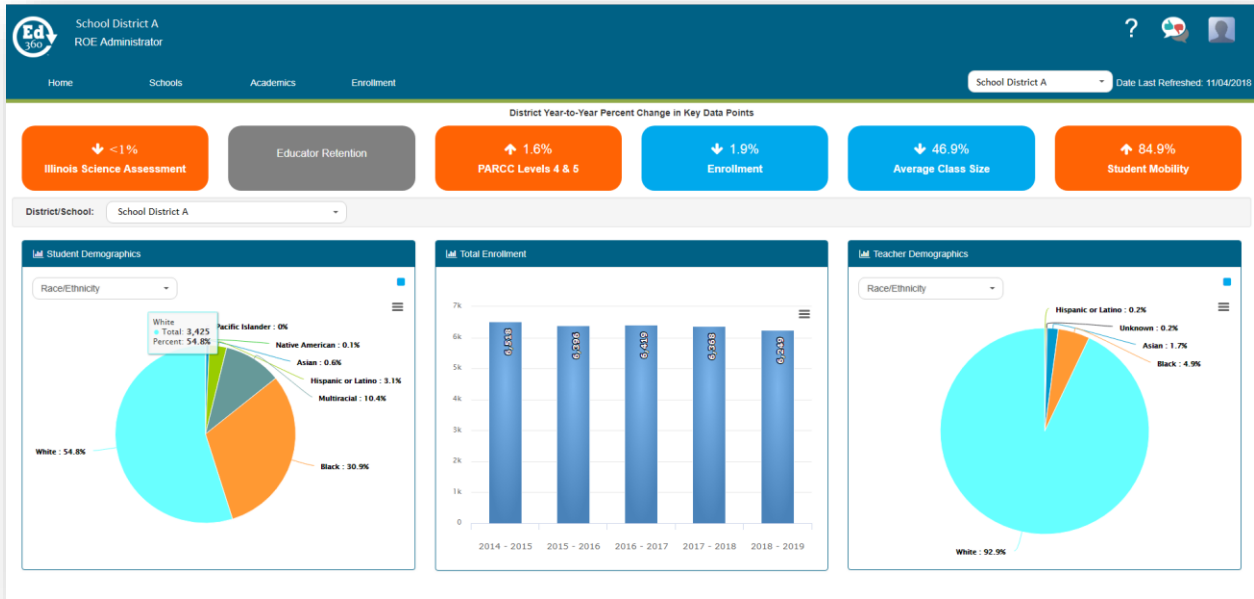 Ed
360
School District A
ROE Administrator
?
Home Schools Academics Enrollment
School District A Date Last Refreshed: 11/04/2018
District Year-to-Year Percent Change in Key Data Points
<1%
Illinois Science Assessment
Educator Retention
1.6%
PARCC Levels 4 & 5
1.9%
Enrollment
46.9%
Average Class Size
84.9%
Student Mobility
District/School: School District A
Student Demographics
Race/Ethnicity
White
Total: 3,425
Percent: 54.8%
Pacific Islander : 0%
Native American : 0.1%
Asian : 0.6%
Hispanic or Latino : 3.1%
Multiracial : 10.4%
White : 54.8%
Black : 30.9%
Total Enrollment
7k
6k
5k
4k
3k
2k
1k
0
6,518
6,396
6,419
6,368
6,249
2014 - 2015 2015 - 2016 2016 - 2017 2017 - 2018 2018 - 2019
Teacher Demographics
Race/Ethnicity
Hispanic or Latino : 0.2%
Unknown : 0.2%
Asian : 1.7%
Black : 4.9%
White : 92.9%